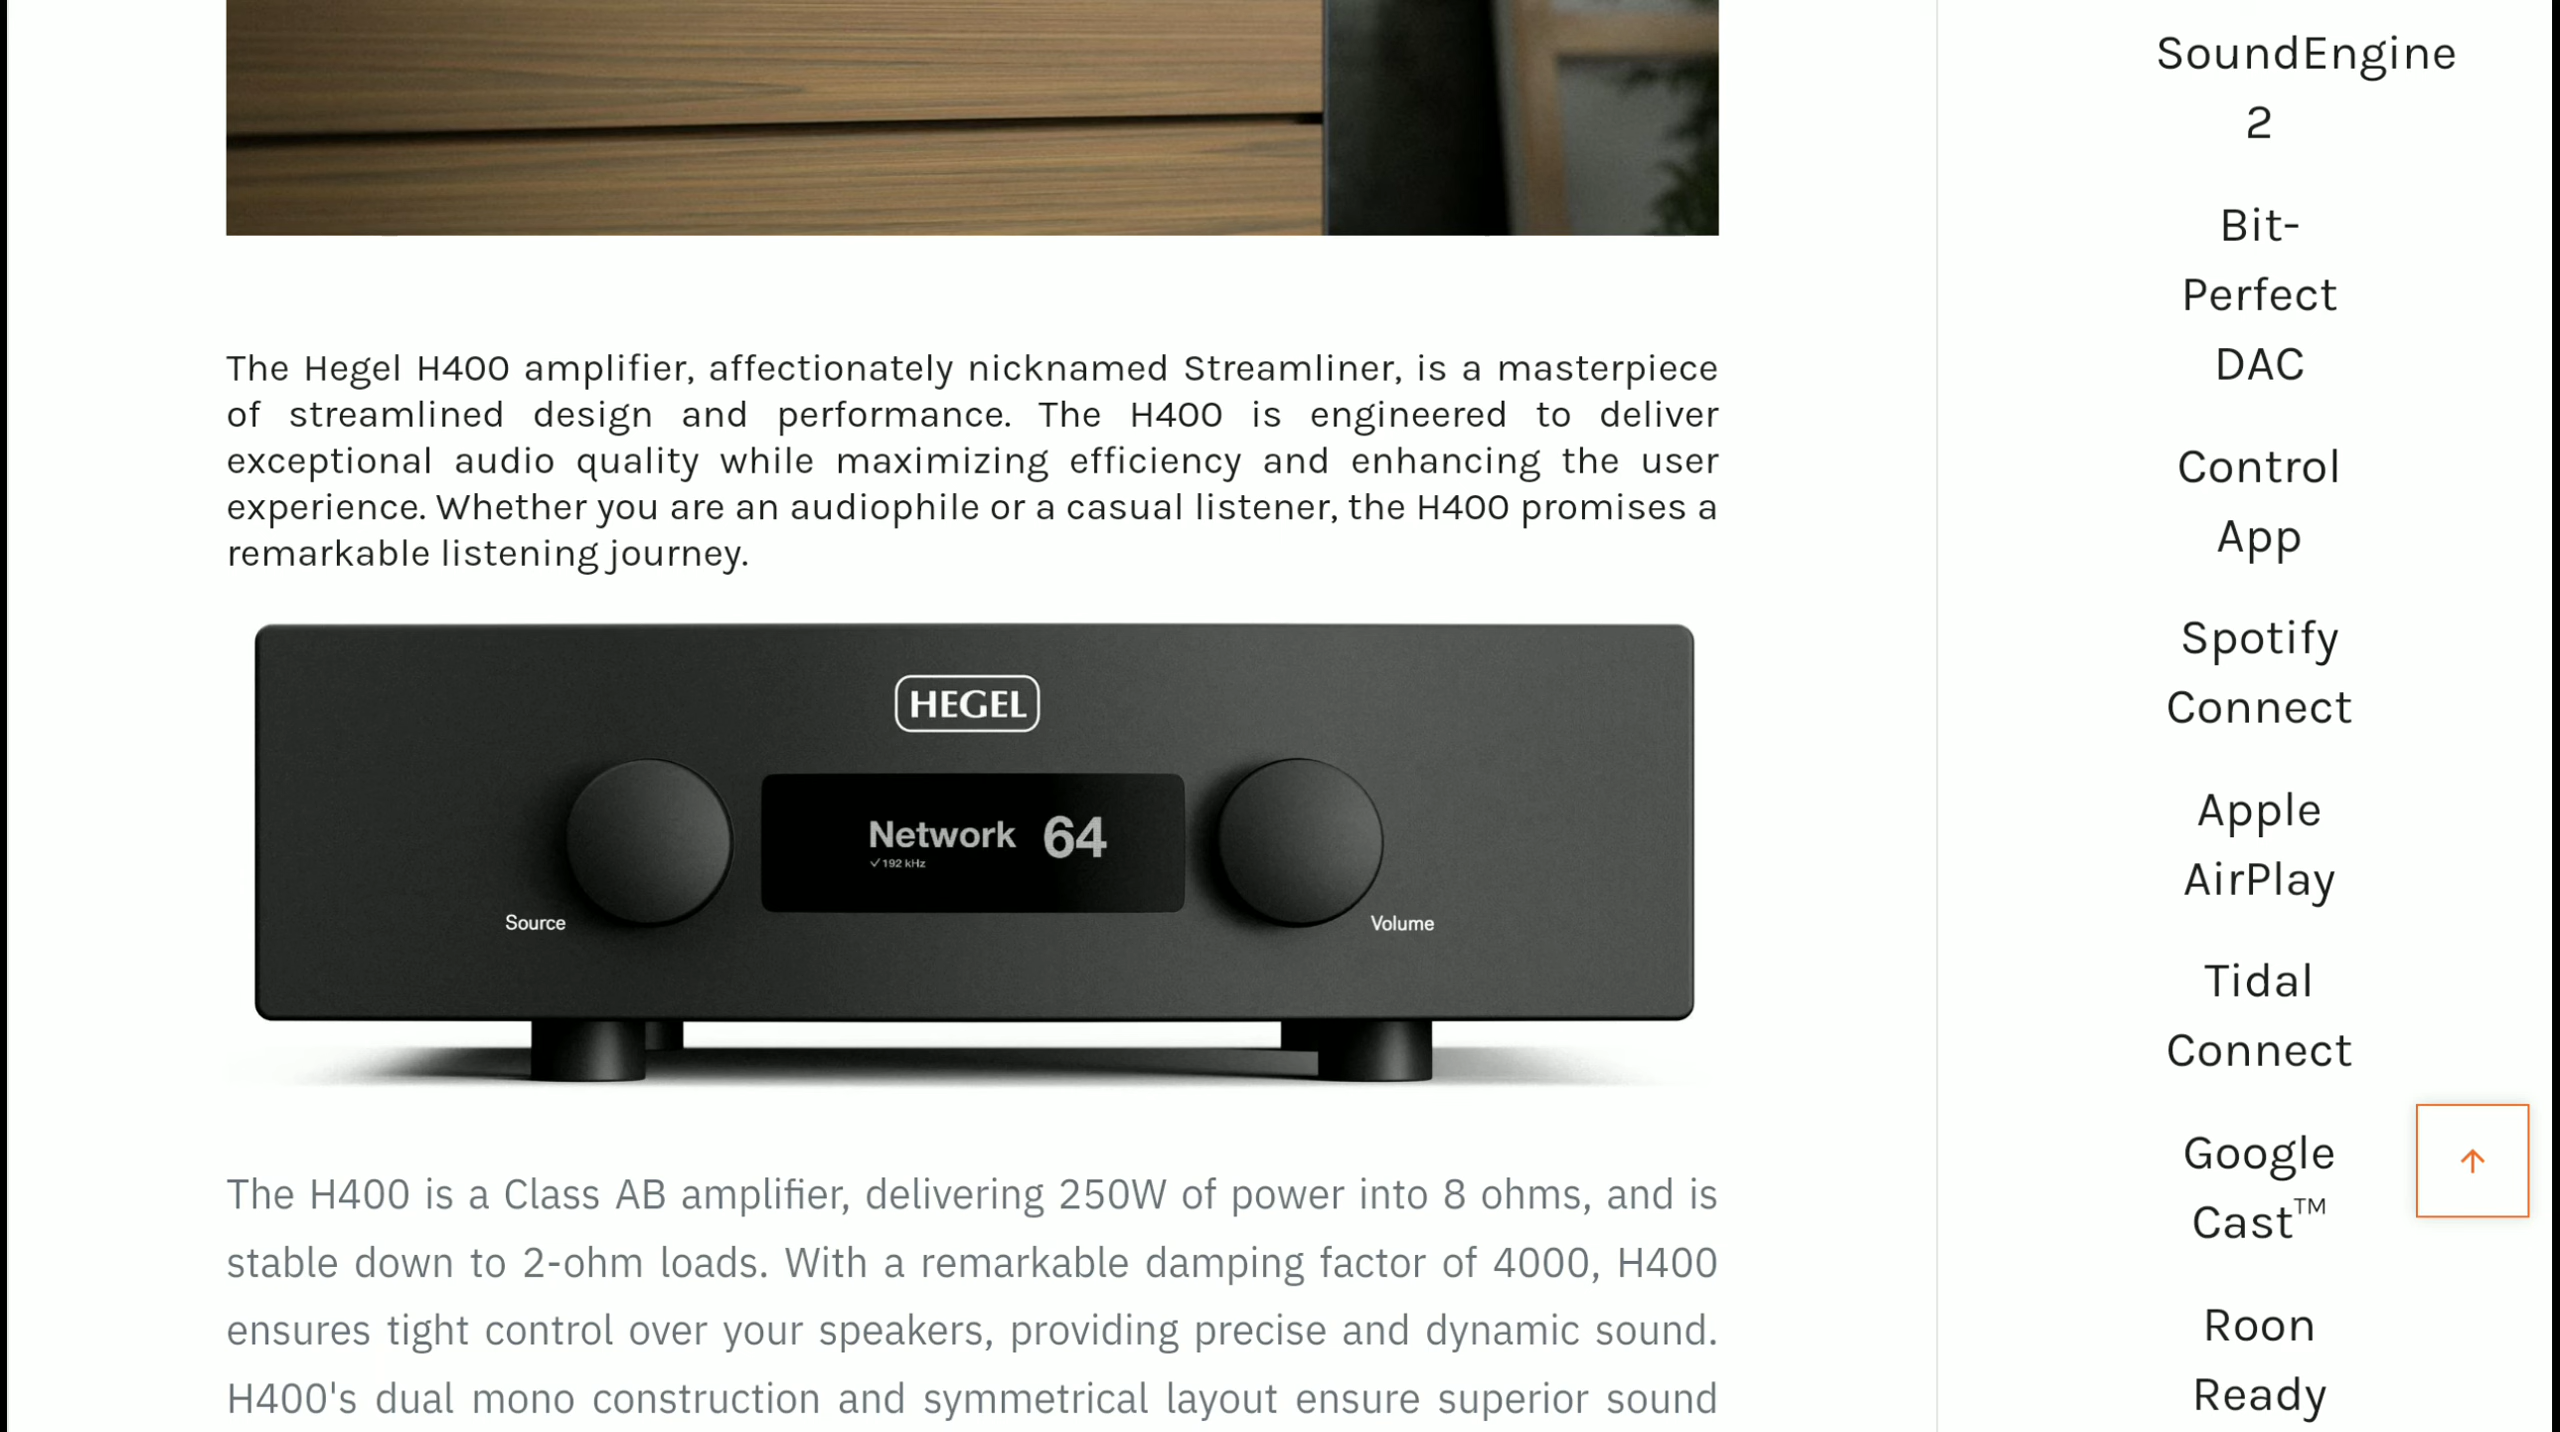 The Hegel H400 amplifier, affectionately nicknamed Streamliner, is a masterpiece
of streamlined design and performance. The H400 is engineered to deliver
exceptional audio quality while maximizing efficiency and enhancing the user
experience. Whether you are an audiophile or a casual listener, the H400 promises a
remarkable listening journey.
HEGEL
Network 64
✓ 192 kHz
Source
Volume
The H400 is a Class AB amplifier, delivering 250W of power into 8 ohms, and is
stable down to 2-ohm loads. With a remarkable damping factor of 4000, H400
ensures tight control over your speakers, providing precise and dynamic sound.
H400's dual mono construction and symmetrical layout ensure superior sound
SoundEngine
2
Bit-
Perfect
DAC
Control
App
Spotify
Connect
Apple
AirPlay
Tidal
Connect
Google
Cast™
Roon
Ready